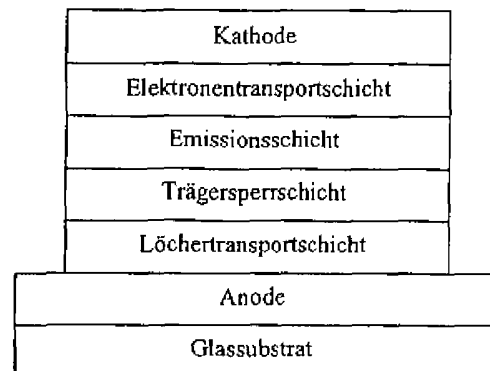 Kathode
Elektronentransportschicht
Emissionsschicht
Trägersperrschicht
Löchertransportschicht
Anode
Glassubstrat